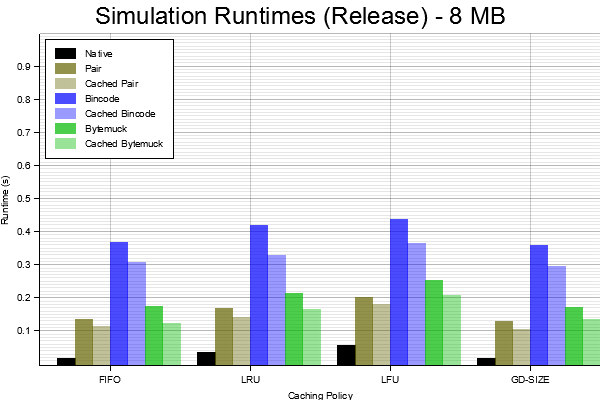 Simulation Runtimes (Release) - 8 MB
Native
Pair
Cached Pair
Bincode
Cached Bincode
Bytemuck
Cached Bytemuck
0.9
0.8
0.7
0.6
0.5
0.4
0.3
0.2
0.1
Runtime (s)
FIFO LRU LFU GD-SIZE
Caching Policy